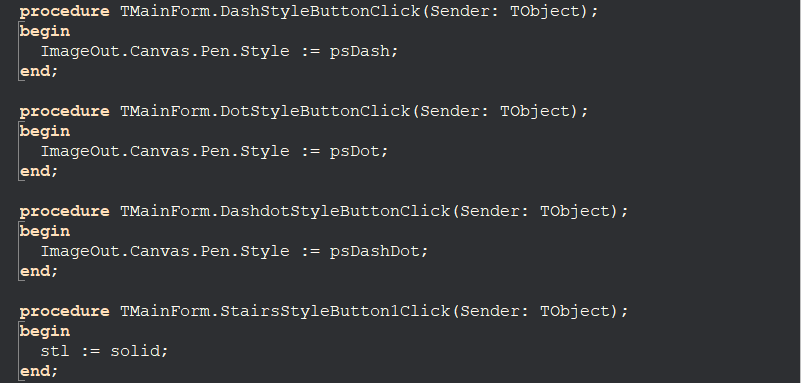 procedure TMainForm.DashStyleButtonClick(Sender: TObject);
begin
  ImageOut.Canvas.Pen.Style := psDash;
end;

procedure TMainForm.DotStyleButtonClick(Sender: TObject);
begin
  ImageOut.Canvas.Pen.Style := psDot;
end;

procedure TMainForm.DashdotStyleButtonClick(Sender: TObject);
begin
  ImageOut.Canvas.Pen.Style := psDashDot;
end;

procedure TMainForm.StairsStyleButton1Click(Sender: TObject);
begin
  stl := solid;
end;